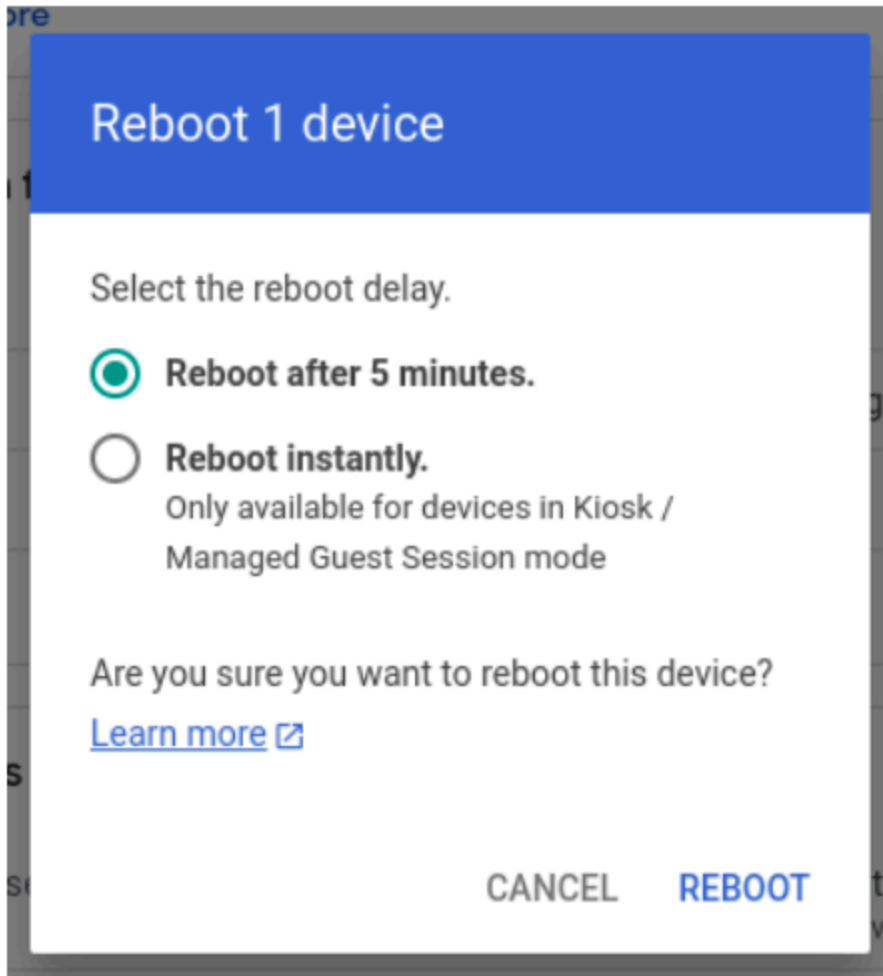 Reboot 1 device
Select the reboot delay.
Reboot after 5 minutes.
Reboot instantly.
Only available for devices in Kiosk /
Managed Guest Session mode
Are you sure you want to reboot this device?
Learn more
CANCEL REBOOT